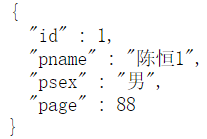 {
  "id" : 1,
  "pname" : "陈恒1",
  "psex" : "男",
  "page" : 88
}